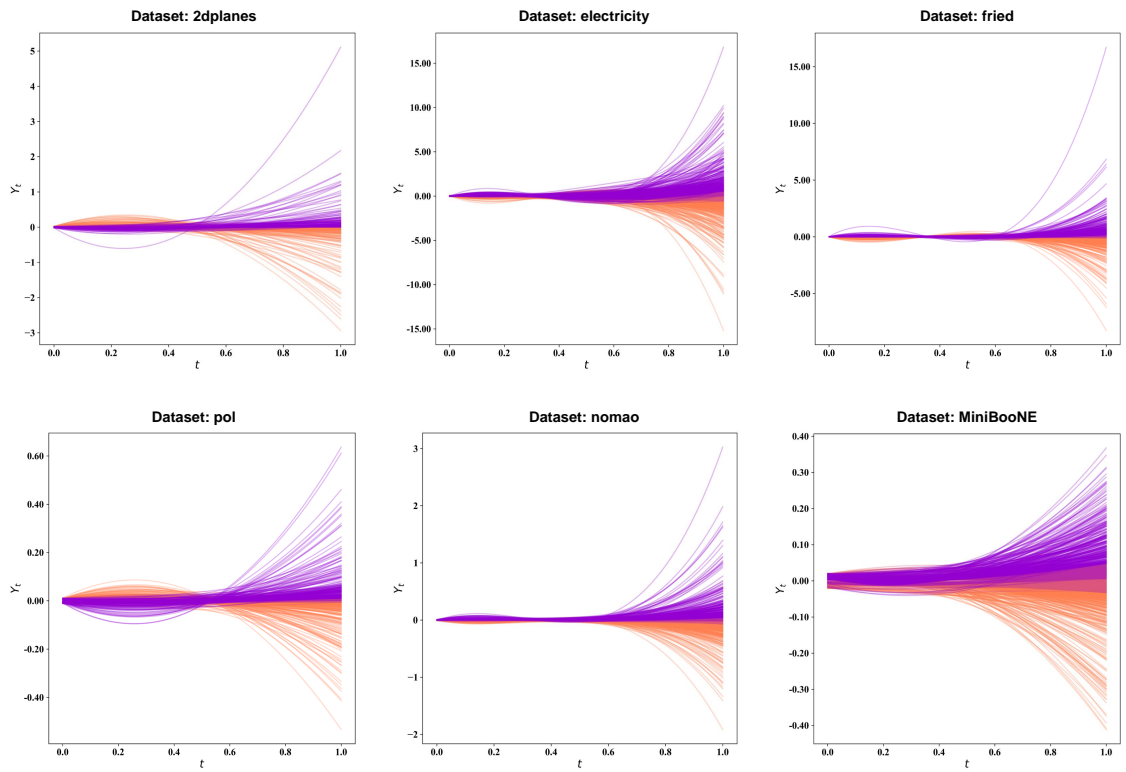 Dataset: 2dplanes
5
4
3
2
1
0
−1
−2
−3
Y_t
0.0 0.2 0.4 0.6 0.8 1.0
t
Dataset: electricity
15.00
10.00
5.00
0.00
-5.00
-10.00
-15.00
Y_t
0.0 0.2 0.4 0.6 0.8 1.0
t
Dataset: fried
15.00
10.00
5.00
0.00
-5.00
Y_t
0.0 0.2 0.4 0.6 0.8 1.0
t
Dataset: pol
0.60
0.40
0.20
0.00
-0.20
-0.40
Y_t
0.0 0.2 0.4 0.6 0.8 1.0
t
Dataset: nomao
3
2
1
0
−1
−2
Y_t
0.0 0.2 0.4 0.6 0.8 1.0
t
Dataset: MiniBooNE
0.40
0.30
0.20
0.10
0.00
-0.10
-0.20
-0.30
-0.40
Y_t
0.0 0.2 0.4 0.6 0.8 1.0
t